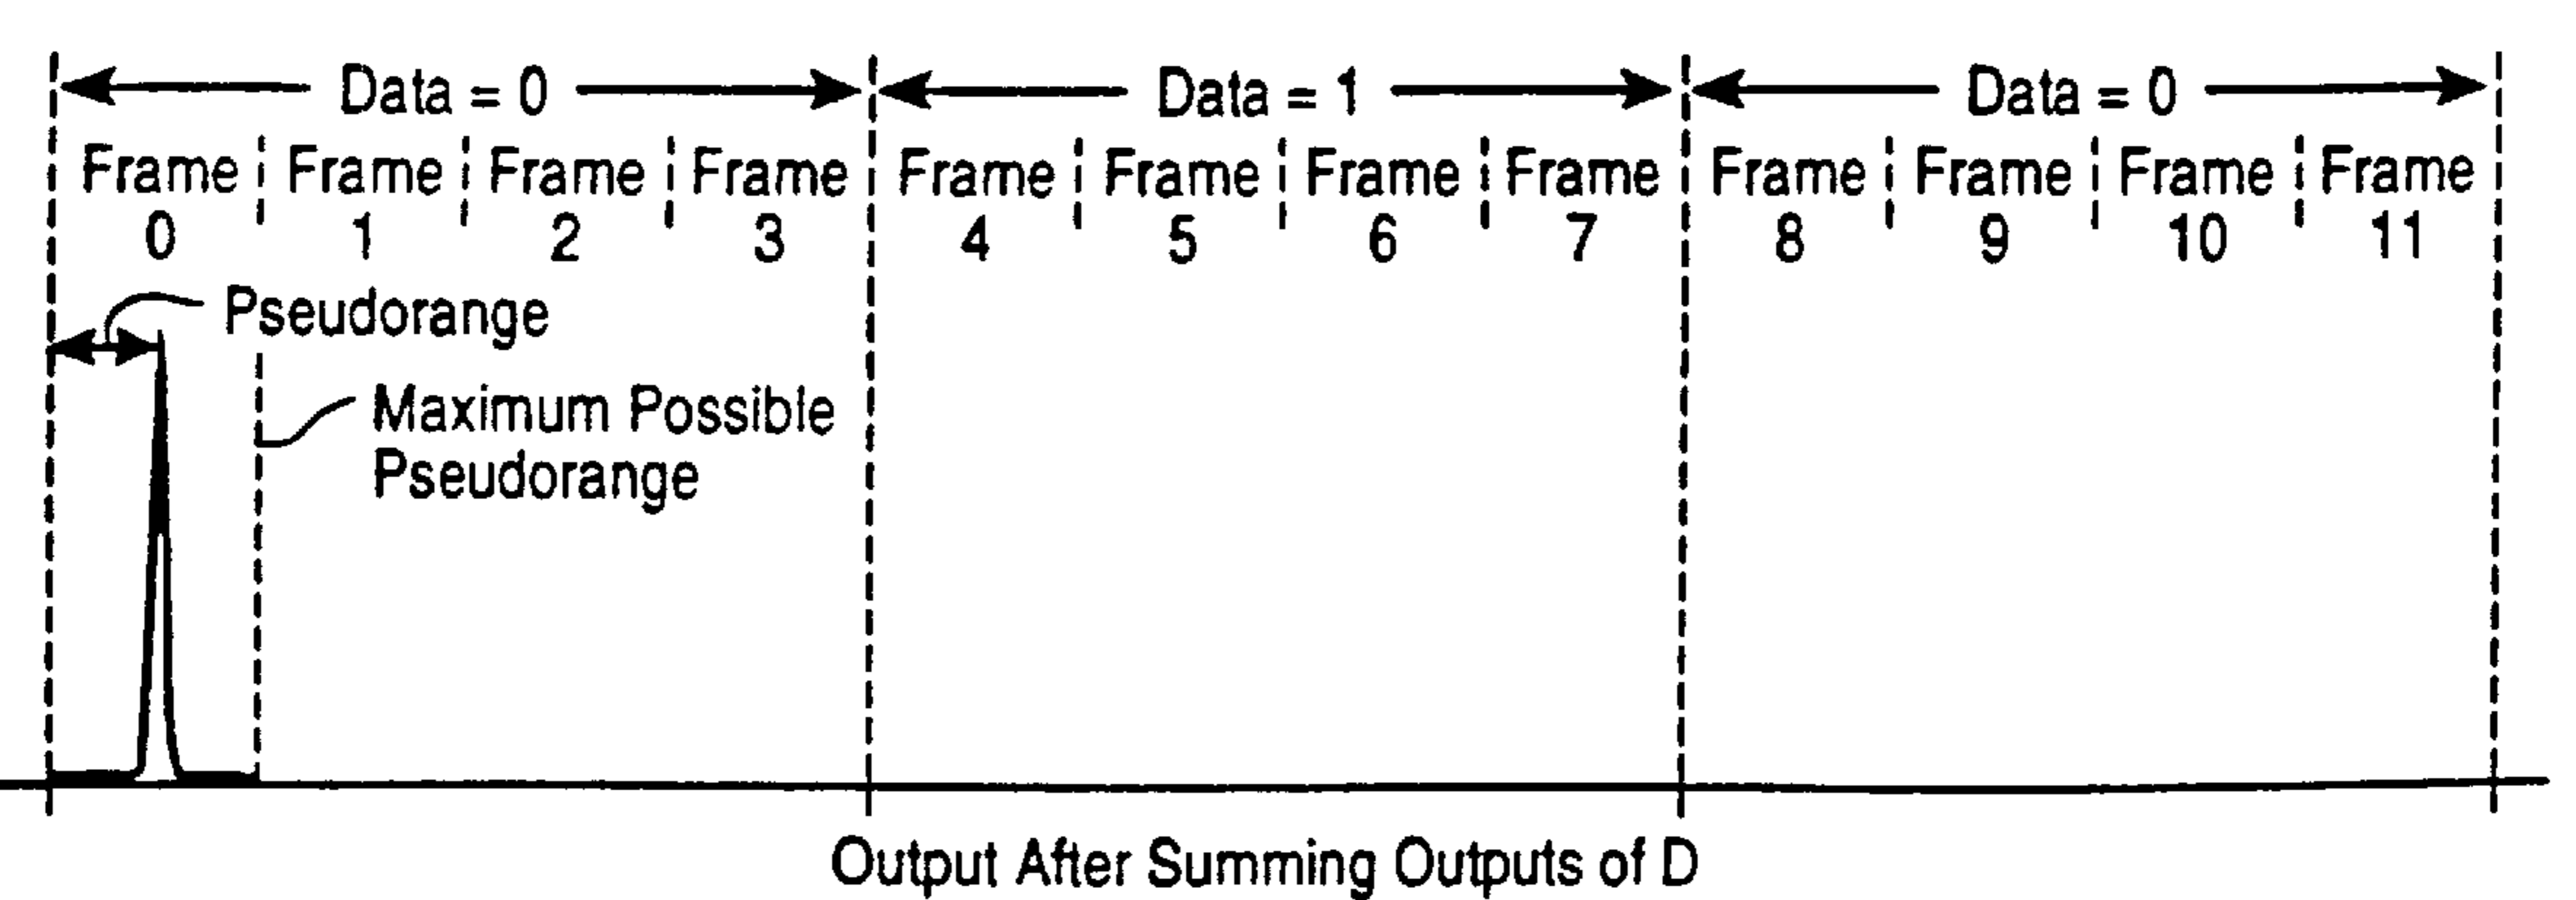 Data = 0 Data = 1 Data = 0
Frame Frame Frame Frame Frame Frame Frame Frame Frame Frame Frame Frame
0 1 2 3 4 5 6 7 8 9 10 11
Pseudorange
Maximum Possible
Pseudorange
Output After Summing Outputs of D